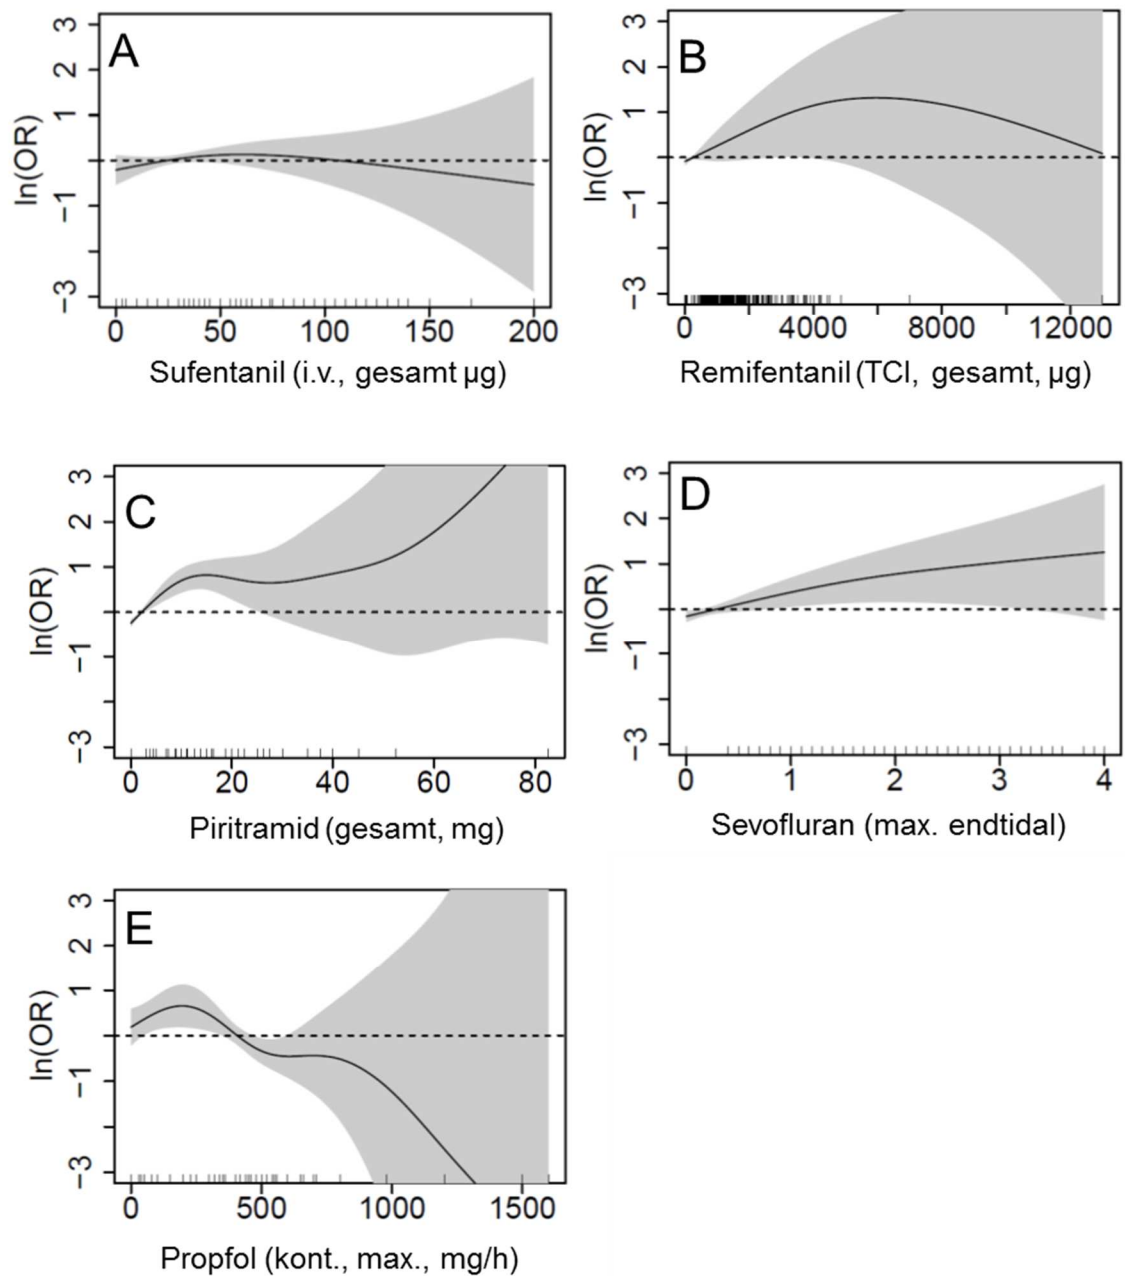 A
ln(OR)
3
2
1
−1
−3
0 50 100 150 200
Sufentanil (i.v., gesamt µg)
B
ln(OR)
3
2
1
−1
−3
0 4000 8000 12000
Remifentanil (TCI, gesamt, µg)
C
ln(OR)
3
2
1
−1
−3
0 20 40 60 80
Piritramid (gesamt, mg)
D
ln(OR)
3
2
1
−1
−3
0 1 2 3 4
Sevofluran (max. endtidal)
E
ln(OR)
3
2
1
−1
−3
0 500 1000 1500
Propfol (kont., max., mg/h)